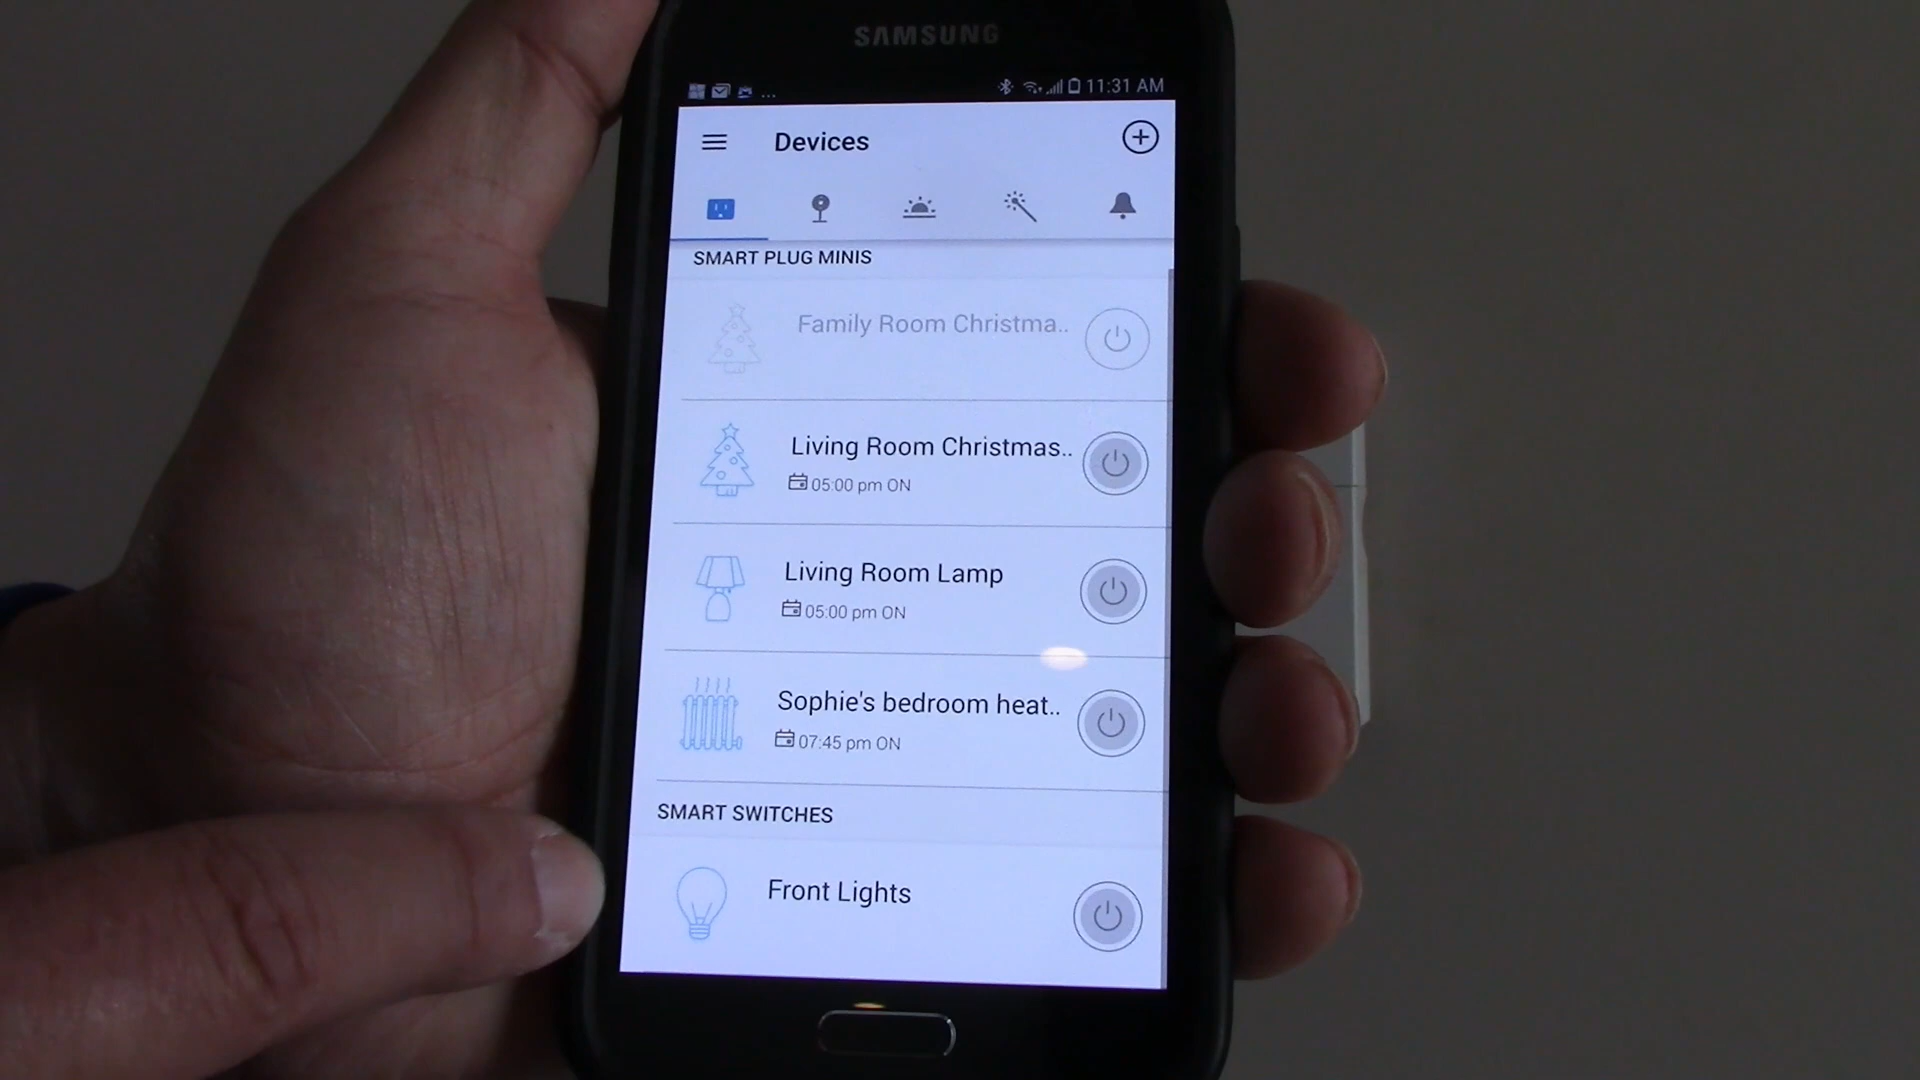 SAMSUNG
... 11:31 AM
Devices
SMART PLUG MINIS
Family Room Christma..
Living Room Christmas..
05:00 pm ON
Living Room Lamp
05:00 pm ON
Sophie's bedroom heat..
07:45 pm ON
SMART SWITCHES
Front Lights